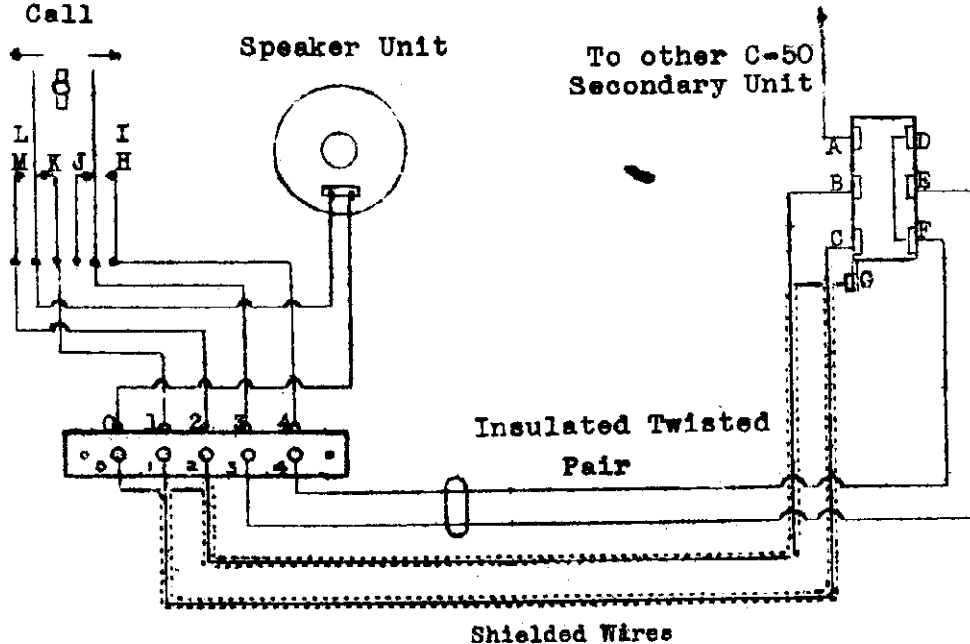 Call
Speaker Unit
To other C-50
Secondary Unit
L I
M K J H
A D
B E
C F
G
0 1 2 3 4
0 1 2 3 4
Insulated Twisted
Pair
Shielded Wires